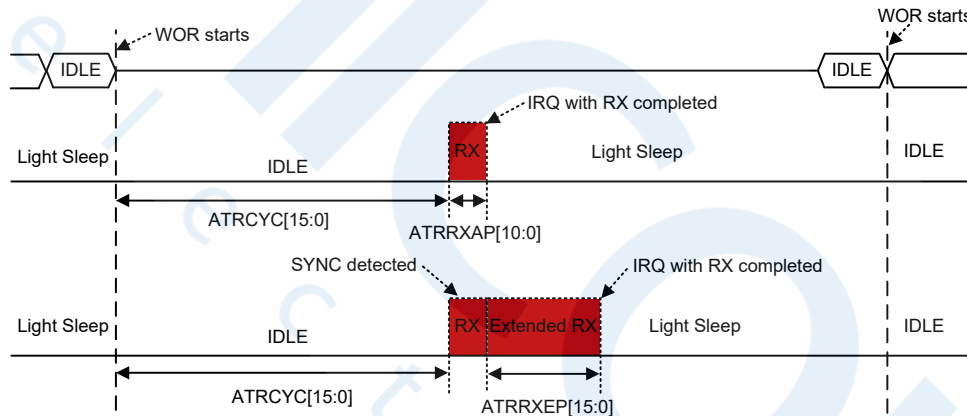 WOR starts
WOR starts
IDLE
IDLE
IRQ with RX completed
Light Sleep
IDLE
RX
Light Sleep
IDLE
ATRCYC[15:0]
ATRRXAP[10:0]
SYNC detected
IRQ with RX completed
Light Sleep
IDLE
RX
Extended RX
Light Sleep
IDLE
ATRCYC[15:0]
ATRRXEP[15:0]